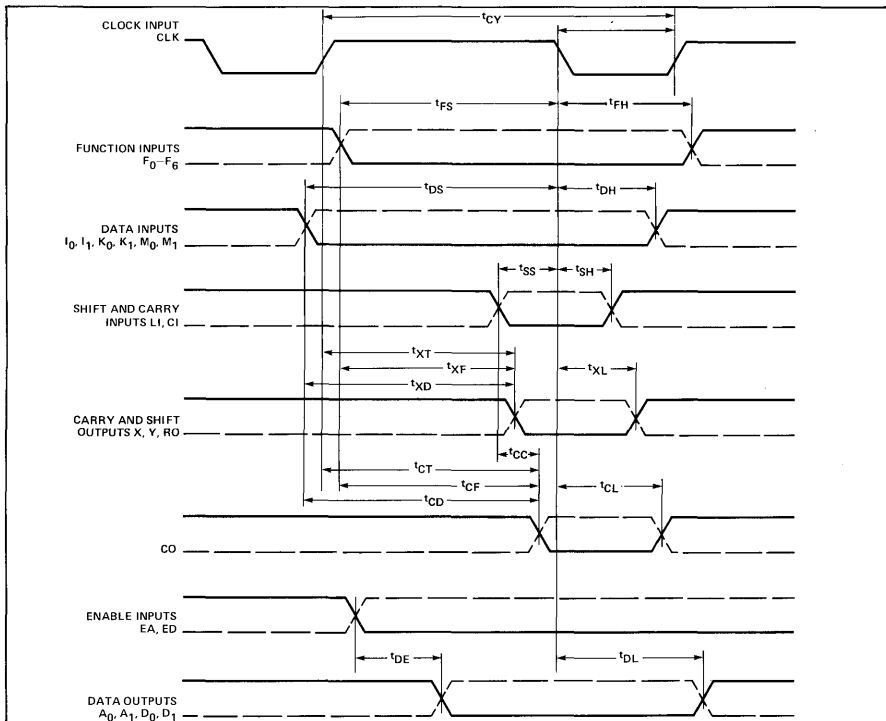 tCY
CLOCK INPUT
CLK
tFS
tFH
FUNCTION INPUTS
F0–F6
tDS
tDH
DATA INPUTS
I0, I1, K0, K1, M0, M1
tSS
tSH
SHIFT AND CARRY
INPUTS LI, CI
tXT
tXF
tXL
tXD
CARRY AND SHIFT
OUTPUTS X, Y, RO
tCC
tCT
tCF
tCL
tCD
CO
ENABLE INPUTS
EA, ED
tDE
tDL
DATA OUTPUTS
A0, A1, D0, D1